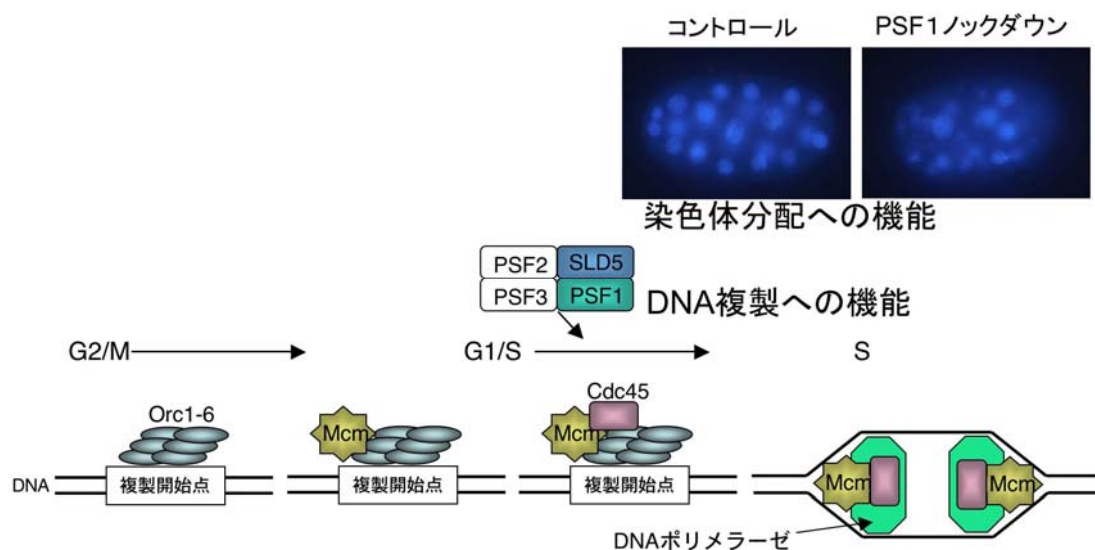 コントロール
PSF1ノックダウン
染色体分配への機能
PSF2
SLD5
PSF3
PSF1
DNA複製への機能
G2/M
G1/S
S
Orc1-6
Mcm
Cdc45
Mcm
Mcm
Mcm
DNA
複製開始点
複製開始点
複製開始点
DNAポリメラーゼ